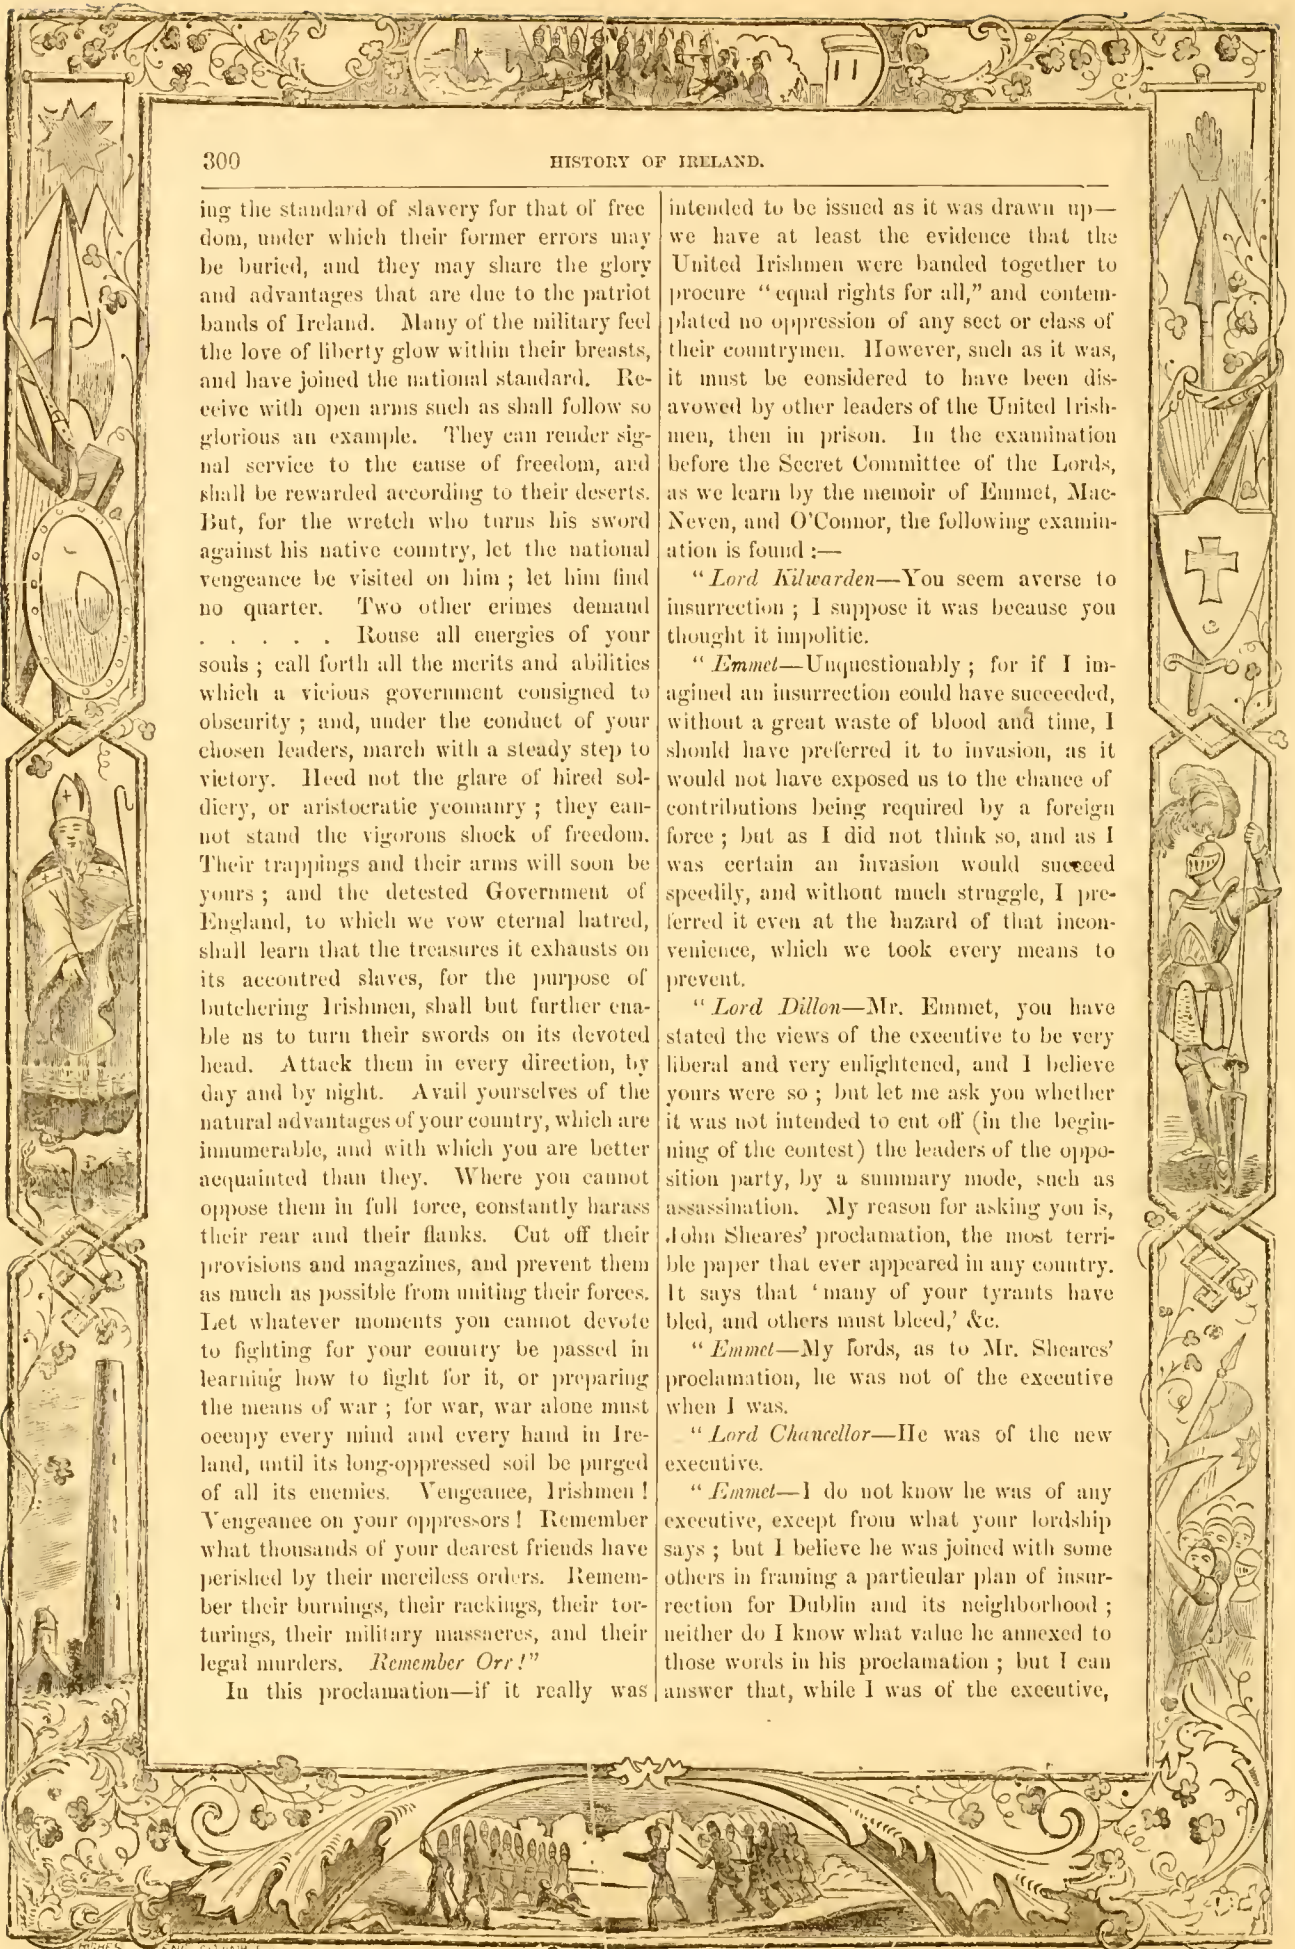 300
HISTORY OF IRELAND.
ing the standard of slavery for that of free
dom, under which their former errors may
be buried, and they may share the glory
and advantages that are due to the patriot
bands of Ireland. Many of the military feel
the love of liberty glow within their breasts,
and have joined the national standard. Re-
ceive with open arms such as shall follow so
glorious an example. They can render sig-
nal service to the cause of freedom, and
shall be rewarded according to their deserts.
But, for the wretch who turns his sword
against his native country, let the national
vengeance be visited on him ; let him find
no quarter. Two other crimes demand
. . . . . Rouse all energies of your
souls ; call forth all the merits and abilities
which a vicious government consigned to
obscurity ; and, under the conduct of your
chosen leaders, march with a steady step to
victory. Heed not the glare of hired sol-
diery, or aristocratic yeomanry ; they can-
not stand the vigorous shock of freedom.
Their trappings and their arms will soon be
yours ; and the detested Government of
England, to which we vow eternal hatred,
shall learn that the treasures it exhausts on
its accoutred slaves, for the purpose of
butchering Irishmen, shall but further ena-
ble us to turn their swords on its devoted
head. Attack them in every direction, by
day and by night. Avail yourselves of the
natural advantages of your country, which are
innumerable, and with which you are better
acquainted than they. Where you cannot
oppose them in full force, constantly harass
their rear and their flanks. Cut off their
provisions and magazines, and prevent them
as much as possible from uniting their forces.
Let whatever moments you cannot devote
to fighting for your country be passed in
learning how to fight for it, or preparing
the means of war ; for war, war alone must
occupy every mind and every hand in Ire-
land, until its long-oppressed soil be purged
of all its enemies. Vengeance, Irishmen !
Vengeance on your oppressors ! Remember
what thousands of your dearest friends have
perished by their merciless orders. Remem-
ber their burnings, their rackings, their tor-
turings, their military massacres, and their
legal murders. Remember Orr !"
In this proclamation—if it really was
intended to be issued as it was drawn up—
we have at least the evidence that the
United Irishmen were banded together to
procure "equal rights for all," and contem-
plated no oppression of any sect or class of
their countrymen. However, such as it was,
it must be considered to have been dis-
avowed by other leaders of the United Irish-
men, then in prison. In the examination
before the Secret Committee of the Lords,
as we learn by the memoir of Emmet, Mac-
Neven, and O'Connor, the following examin-
ation is found :—
"Lord Kilwarden—You seem averse to
insurrection ; I suppose it was because you
thought it impolitic.
"Emmet—Unquestionably ; for if I im-
agined an insurrection could have succeeded,
without a great waste of blood and time, I
should have preferred it to invasion, as it
would not have exposed us to the chance of
contributions being required by a foreign
force ; but as I did not think so, and as I
was certain an invasion would succeed
speedily, and without much struggle, I pre-
ferred it even at the hazard of that incon-
venience, which we took every means to
prevent.
"Lord Dillon—Mr. Emmet, you have
stated the views of the executive to be very
liberal and very enlightened, and I believe
yours were so ; but let me ask you whether
it was not intended to cut off (in the begin-
ning of the contest) the leaders of the oppo-
sition party, by a summary mode, such as
assassination. My reason for asking you is,
John Sheares' proclamation, the most terri-
ble paper that ever appeared in any country.
It says that 'many of your tyrants have
bled, and others must bleed,' &c.
"Emmet—My lords, as to Mr. Sheares'
proclamation, he was not of the executive
when I was.
"Lord Chancellor—He was of the new
executive.
"Emmet—I do not know he was of any
executive, except from what your lordship
says ; but I believe he was joined with some
others in framing a particular plan of insur-
rection for Dublin and its neighborhood ;
neither do I know what value he annexed to
those words in his proclamation ; but I can
answer that, while I was of the executive,